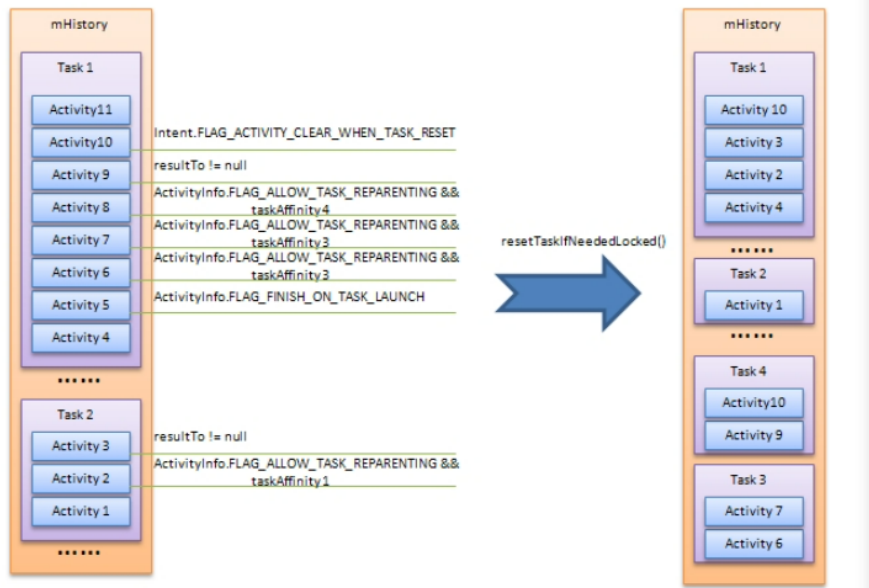 mHistory
Task 1
Activity11
Activity10
Intent.FLAG_ACTIVITY_CLEAR_WHEN_TASK_RESET
Activity 9
resultTo != null
Activity 8
ActivityInfo.FLAG_ALLOW_TASK_REPARENTING &&
taskAffinity4
Activity 7
ActivityInfo.FLAG_ALLOW_TASK_REPARENTING &&
taskAffinity3
Activity 6
ActivityInfo.FLAG_ALLOW_TASK_REPARENTING &&
taskAffinity3
Activity 5
ActivityInfo.FLAG_FINISH_ON_TASK_LAUNCH
Activity 4
......
Task 2
Activity 3
resultTo != null
Activity 2
ActivityInfo.FLAG_ALLOW_TASK_REPARENTING &&
taskAffinity1
Activity 1
......
resetTaskIfNeededLocked()
mHistory
Task 1
Activity 10
Activity 3
Activity 2
Activity 4
......
Task 2
Activity 1
......
Task 4
Activity10
Activity 9
Task 3
Activity 7
Activity 6